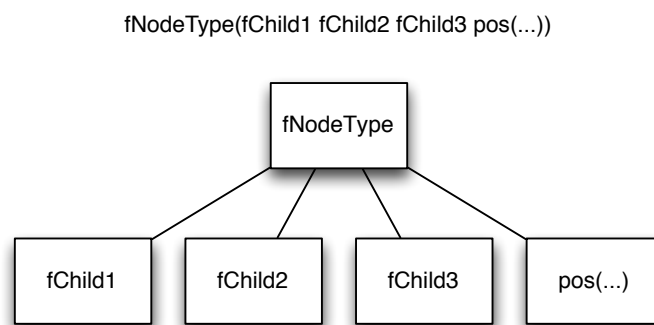 fNodeType(fChild1 fChild2 fChild3 pos(...))
fNodeType
fChild1
fChild2
fChild3
pos(...)